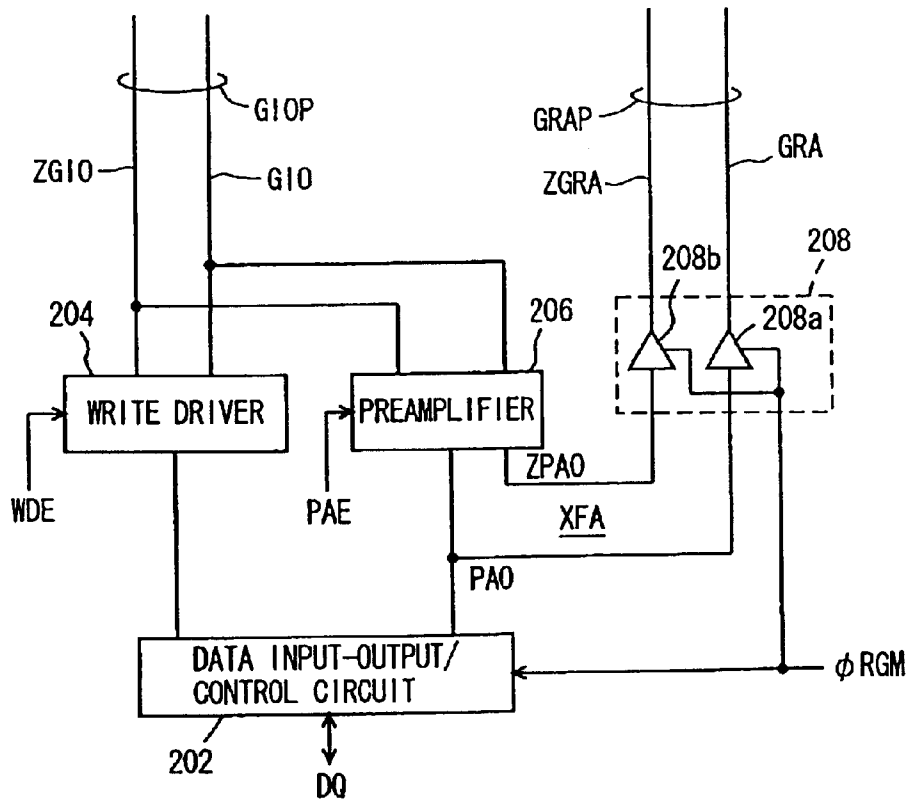 GIOP
GRAP
GRA
ZGIO
GIO
ZGRA
208
208b
204
206
208a
WRITE DRIVER
PREAMPLIFIER
ZPAO
WDE
PAE
XFA
PAO
DATA INPUT-OUTPUT/
CONTROL CIRCUIT
φRGM
202
DQ